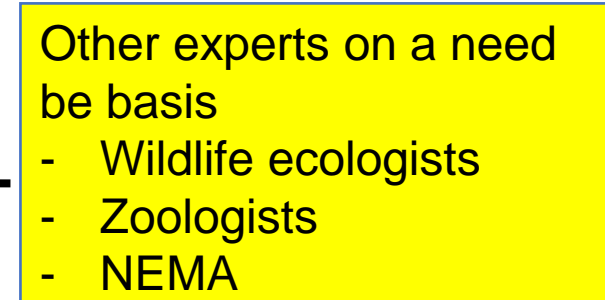 Other experts on a need
be basis
- Wildlife ecologists
- Zoologists
- NEMA